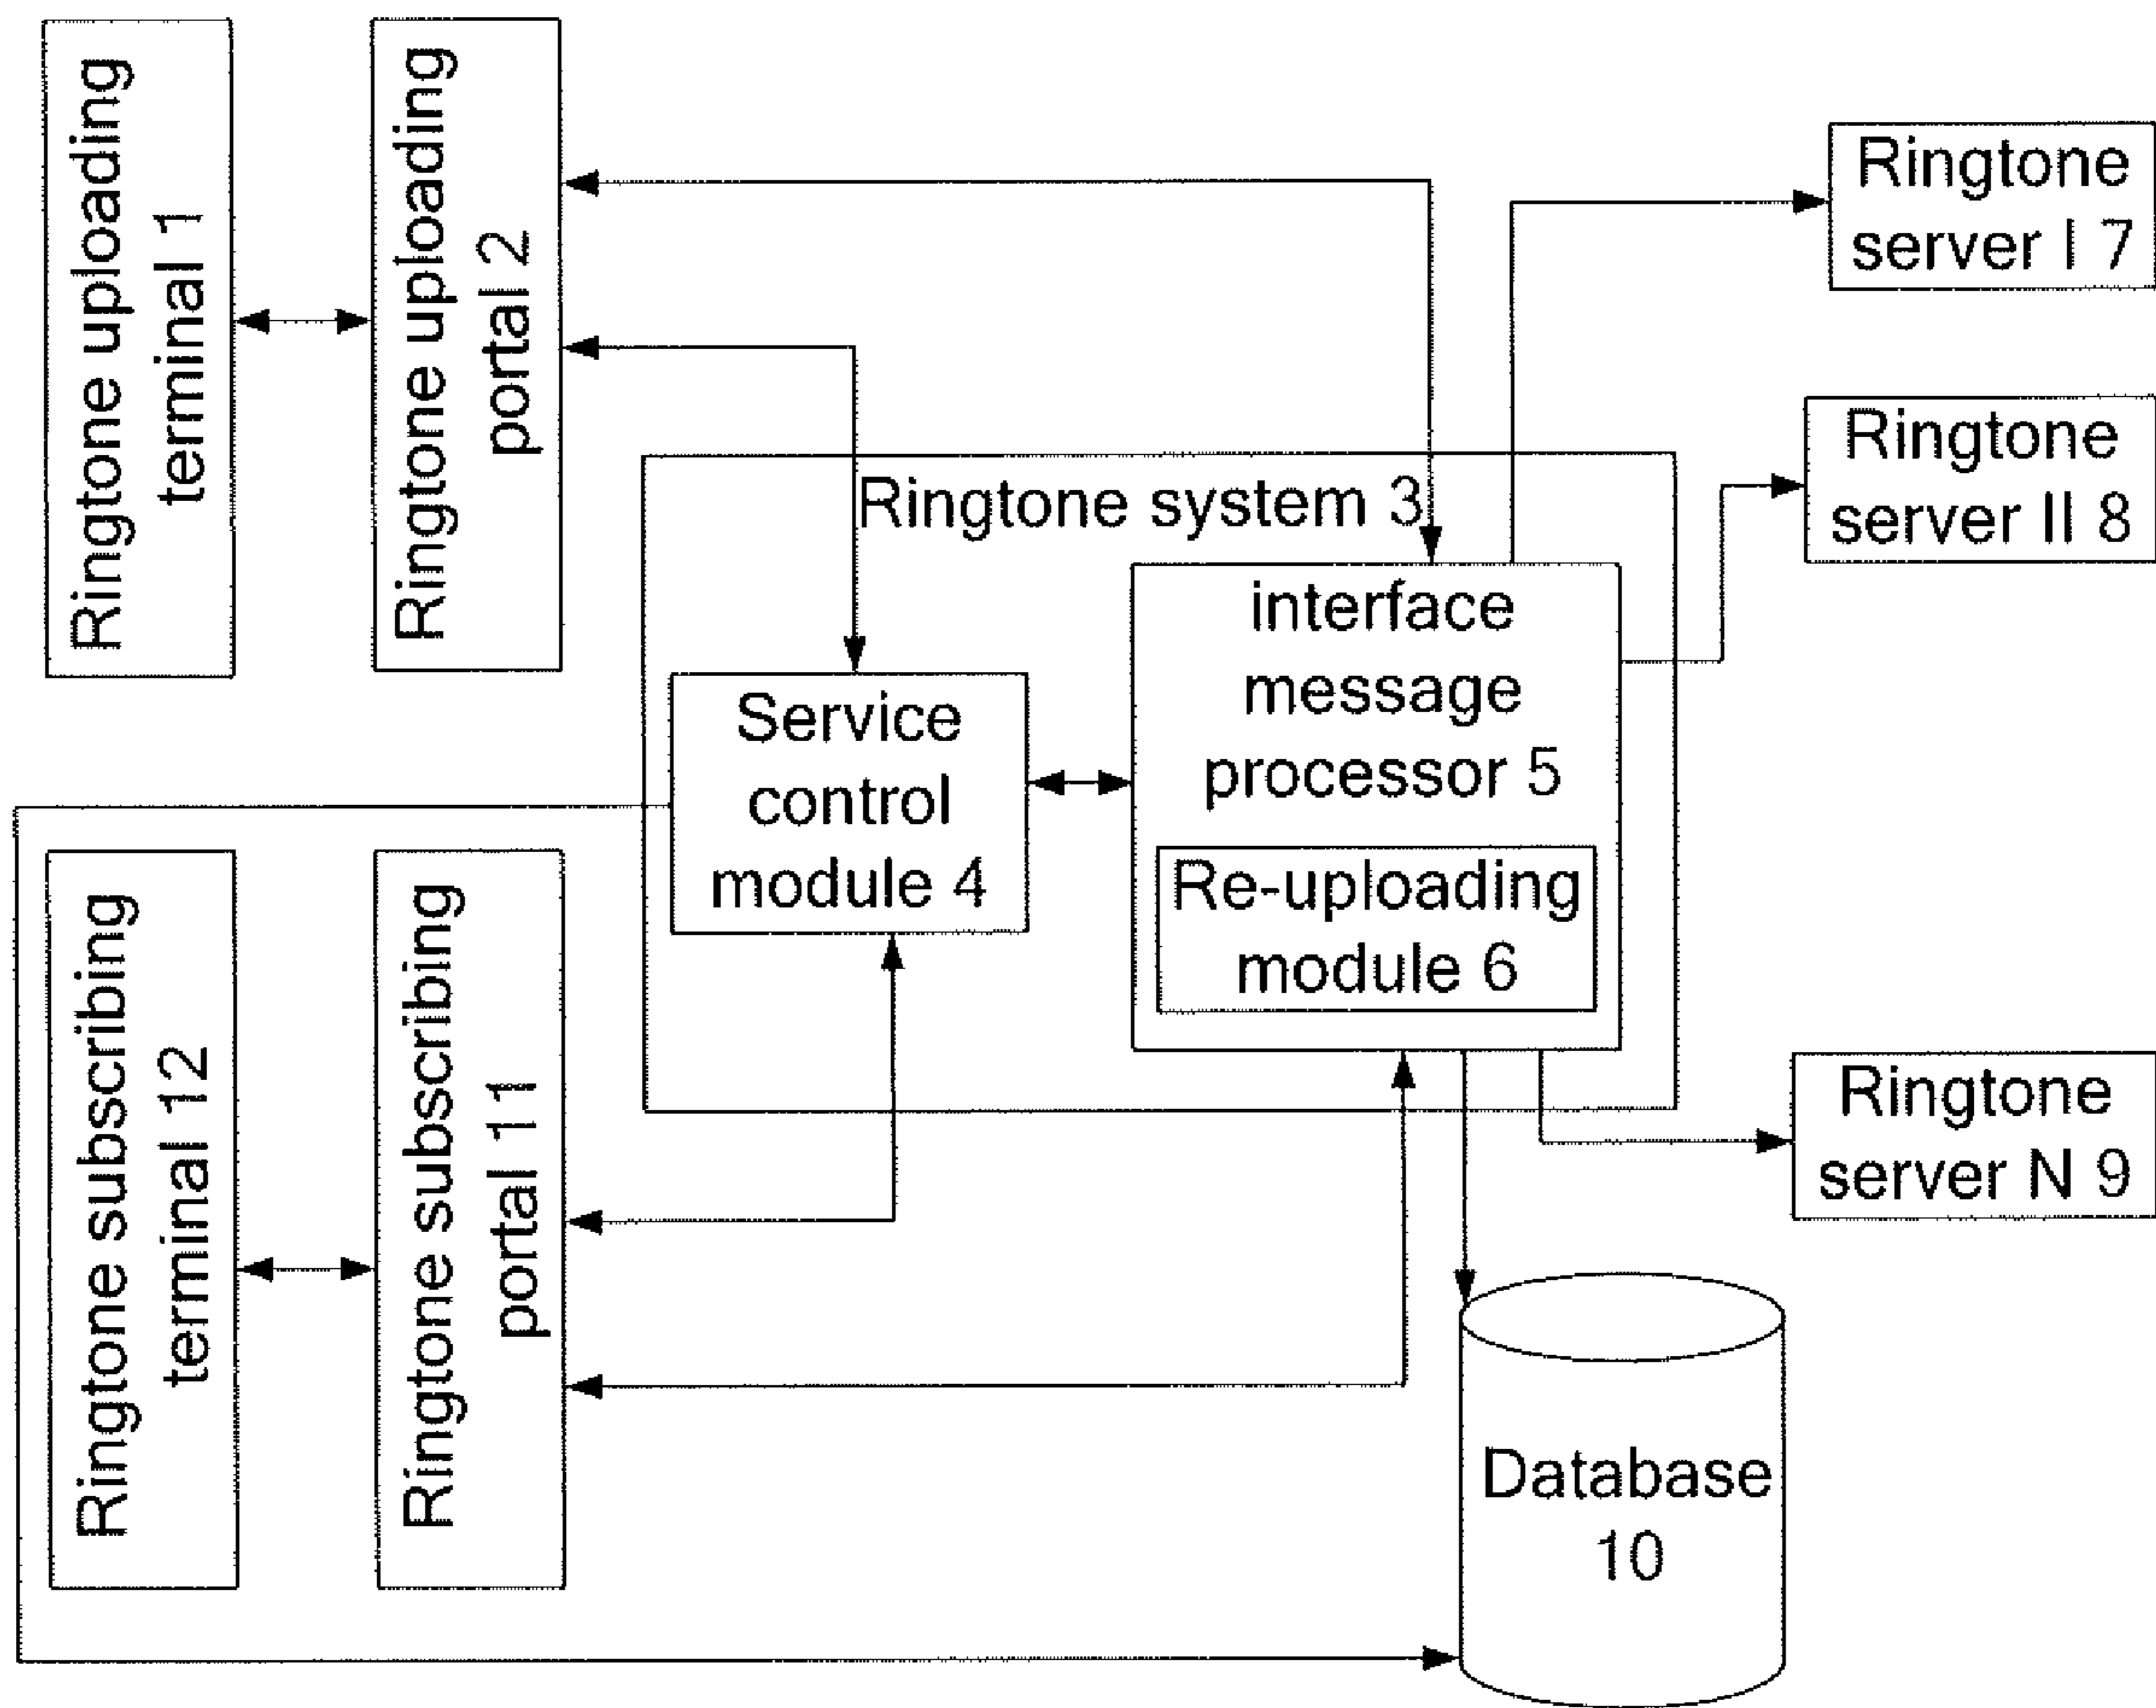 Ringtone uploading
terminal 1
Ringtone uploading
portal 2
Ringtone
server I 7
Ringtone
server II 8
Ringtone system 3
interface
message
processor 5
Service
control
module 4
Re-uploading
module 6
Ringtone subscribing
terminal 12
Ringtone subscribing
portal 11
Ringtone
server N 9
Database
10